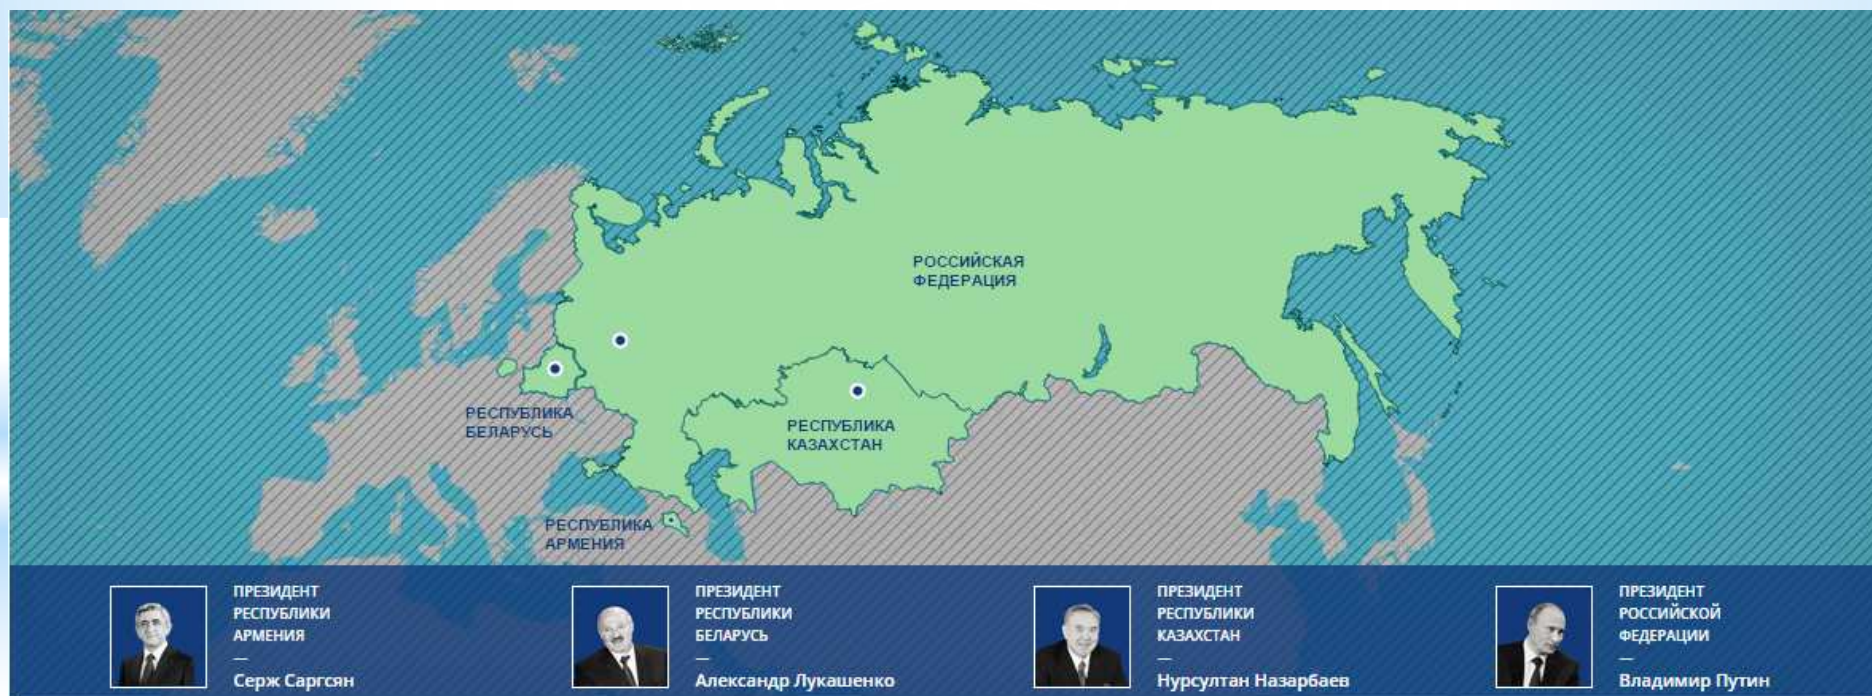 РОССИЙСКАЯ
ФЕДЕРАЦИЯ
РЕСПУБЛИКА
БЕЛАРУСЬ
РЕСПУБЛИКА
КАЗАХСТАН
РЕСПУБЛИКА
АРМЕНИЯ
ПРЕЗИДЕНТ
РЕСПУБЛИКИ
АРМЕНИЯ
—
Серж Саргсян
ПРЕЗИДЕНТ
РЕСПУБЛИКИ
БЕЛАРУСЬ
—
Александр Лукашенко
ПРЕЗИДЕНТ
РЕСПУБЛИКИ
КАЗАХСТАН
—
Нурсултан Назарбаев
ПРЕЗИДЕНТ
РОССИЙСКОЙ
ФЕДЕРАЦИИ
—
Владимир Путин